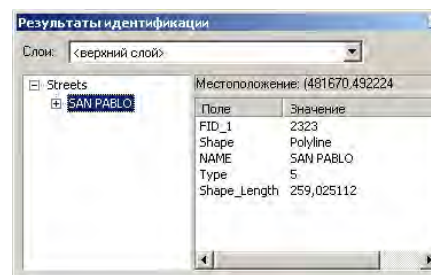 Результаты идентификации
Слои: <верхний слой>
Streets
SAN PABLO
Местоположение: (481670,492224
Поле Значение
FID_1 2323
Shape Polyline
NAME SAN PABLO
Type 5
Shape_Length 259,025112